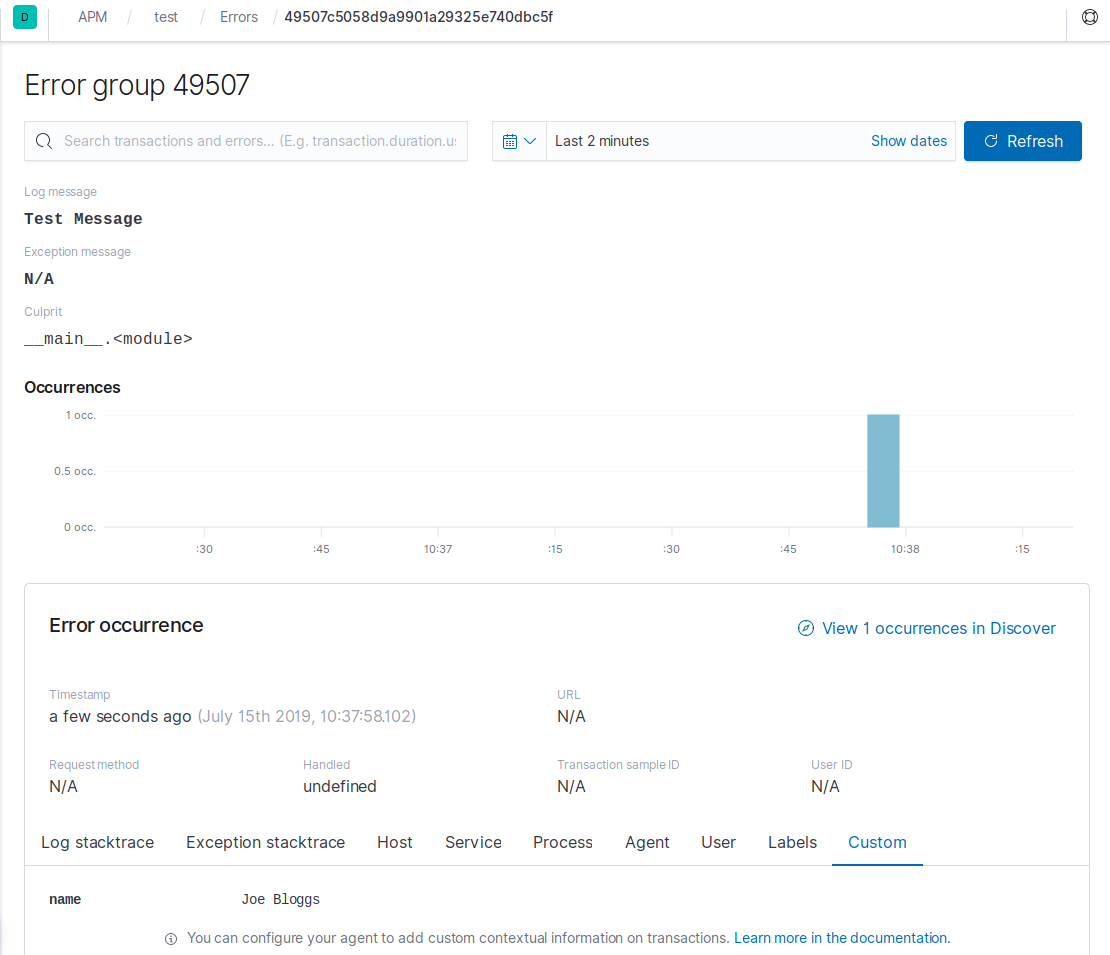 D APM / test / Errors / 49507c5058d9a9901a29325e740dbc5f
Error group 49507
Search transactions and errors... (E.g. transaction.duration.us
Last 2 minutes Show dates Refresh
Log message
Test Message
Exception message
N/A
Culprit
__main__.<module>
Occurrences
1 occ.
0.5 occ.
0 occ.
:30 :45 10:37 :15 :30 :45 10:38 :15
Error occurrence View 1 occurrences in Discover
Timestamp URL
a few seconds ago (July 15th 2019, 10:37:58.102) N/A
Request method Handled Transaction sample ID User ID
N/A undefined N/A N/A
Log stacktrace Exception stacktrace Host Service Process Agent User Labels Custom
name Joe Bloggs
You can configure your agent to add custom contextual information on transactions. Learn more in the documentation.